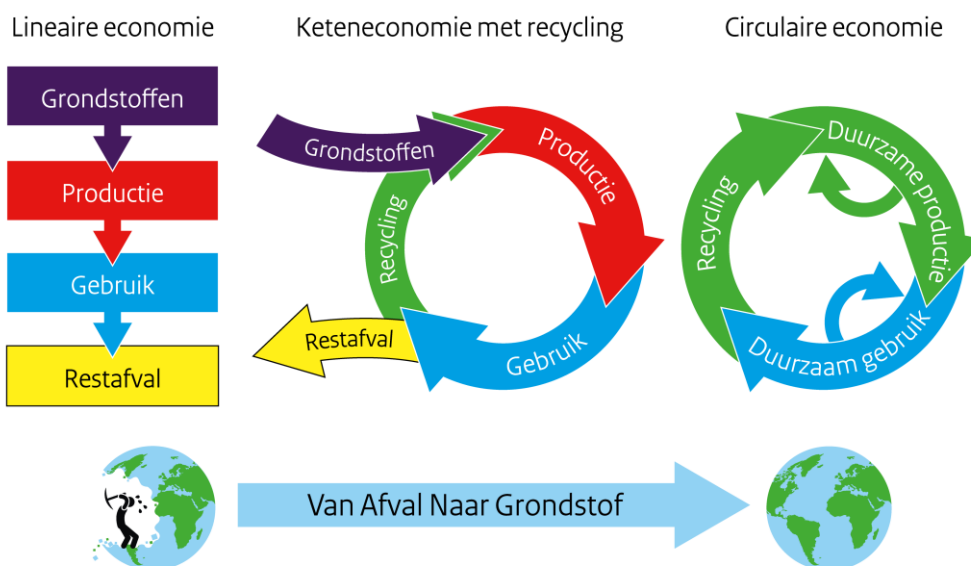 Lineaire economie
Keteneconomie met recycling
Circulaire economie
Grondstoffen
Productie
Gebruik
Restafval
Grondstoffen
Productie
Recycling
Restafval
Gebruik
Recycling
Duurzame productie
Duurzaam gebruik
Van Afval Naar Grondstof